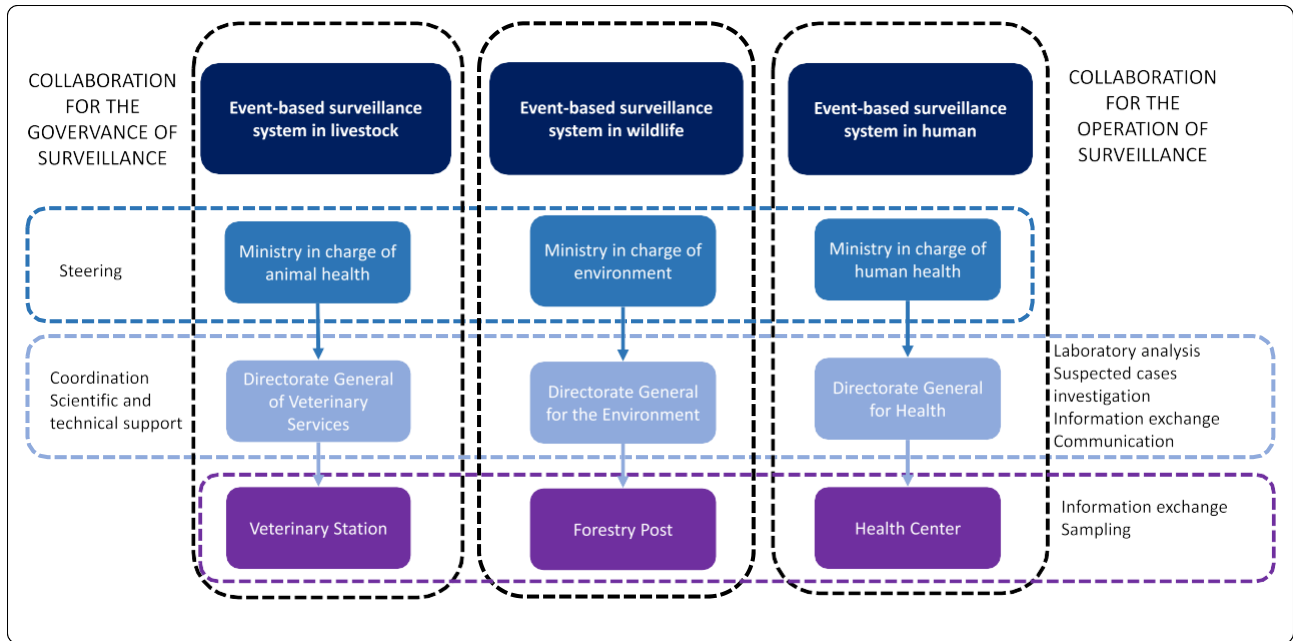 COLLABORATION
FOR THE
GOVERVANCE OF
SURVEILLANCE
Event-based surveillance
system in livestock
Event-based surveillance
system in wildlife
Event-based surveillance
system in human
COLLABORATION
FOR THE
OPERATION OF
SURVEILLANCE
Steering
Ministry in charge of
animal health
Ministry in charge of
environment
Ministry in charge of
human health
Coordination
Scientific and
technical support
Directorate General
of Veterinary
Services
Directorate General
for the Environment
Directorate General
for Health
Laboratory analysis
Suspected cases
investigation
Information exchange
Communication
Veterinary Station
Forestry Post
Health Center
Information exchange
Sampling